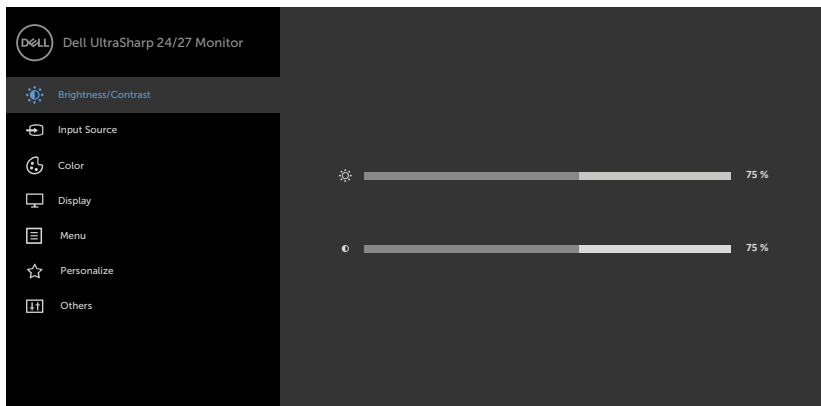 DELL
Dell UltraSharp 24/27 Monitor
Brightness/Contrast
Input Source
Color
75 %
Display
Menu
75 %
Personalize
Others